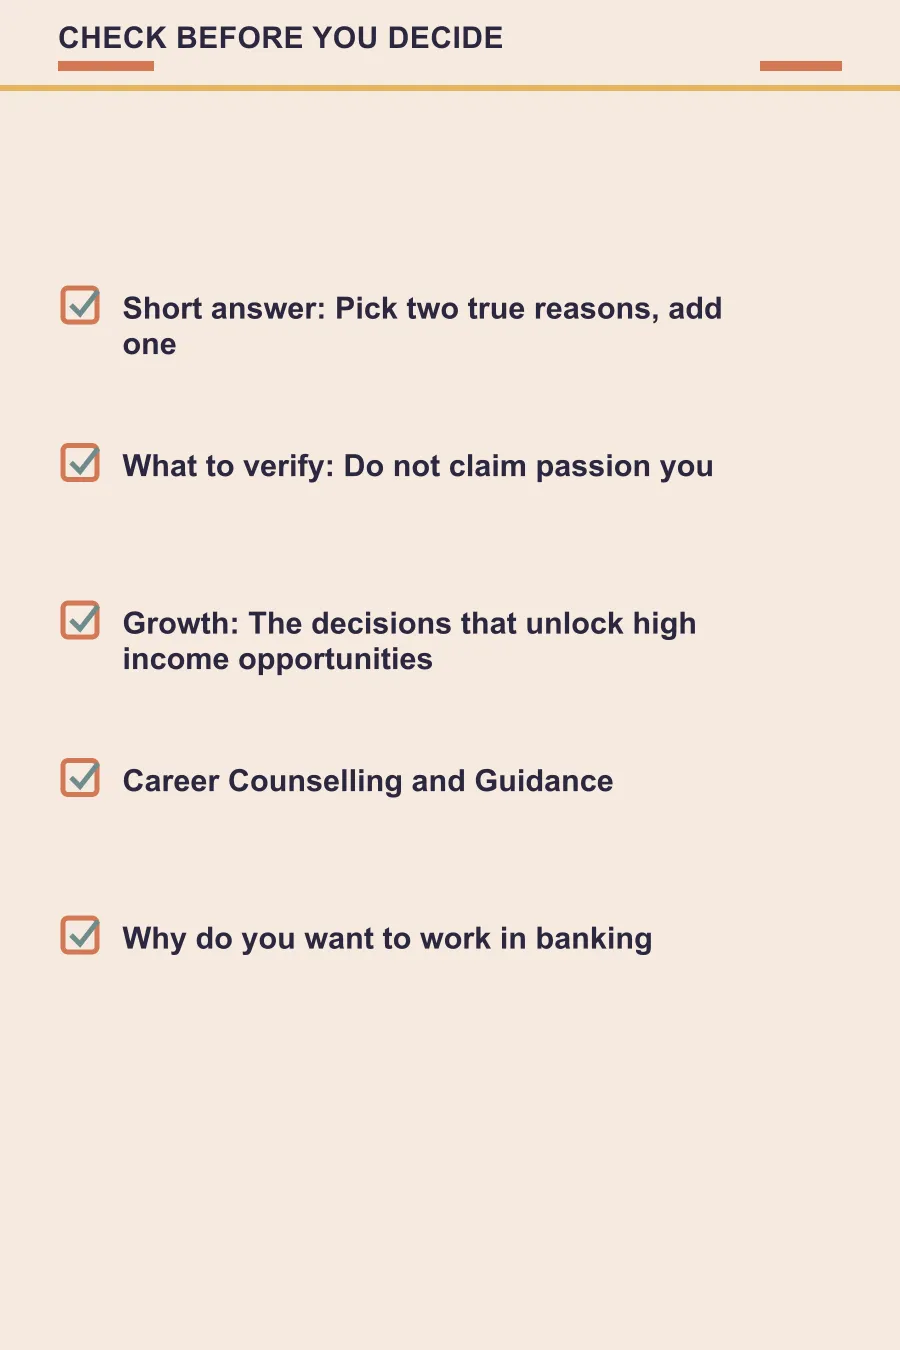 CHECK BEFORE YOU DECIDE
Short answer: Pick two true reasons, add
one
What to verify: Do not claim passion you
Growth: The decisions that unlock high
income opportunities
Career Counselling and Guidance
Why do you want to work in banking